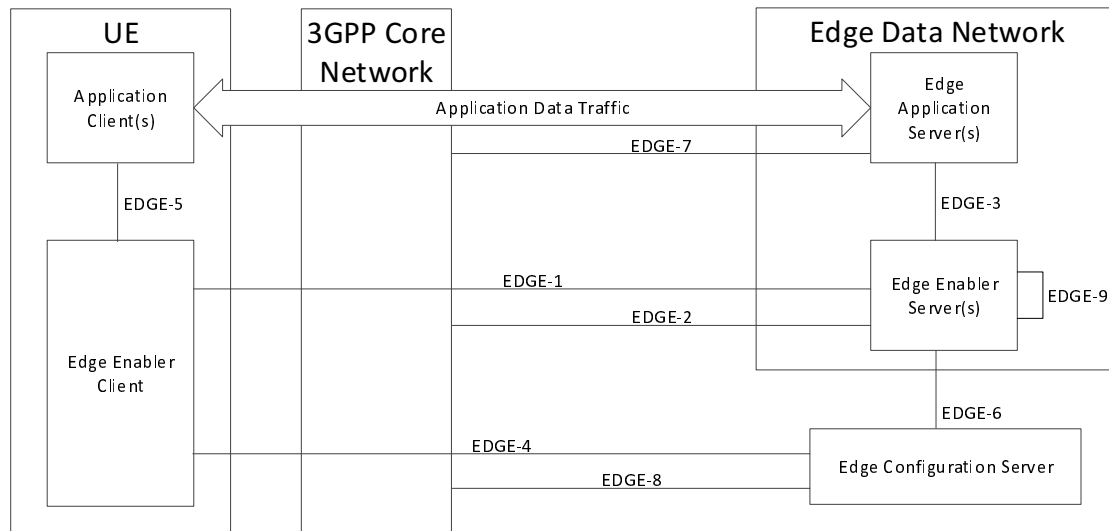 UE
3GPP Core
Network
Edge Data Network
Application
Client(s)
Application Data Traffic
Edge
Application
Server(s)
EDGE-7
EDGE-5
EDGE-3
EDGE-1
Edge Enabler
Server(s)
EDGE-9
EDGE-2
Edge Enabler
Client
EDGE-6
EDGE-4
Edge Configuration Server
EDGE-8